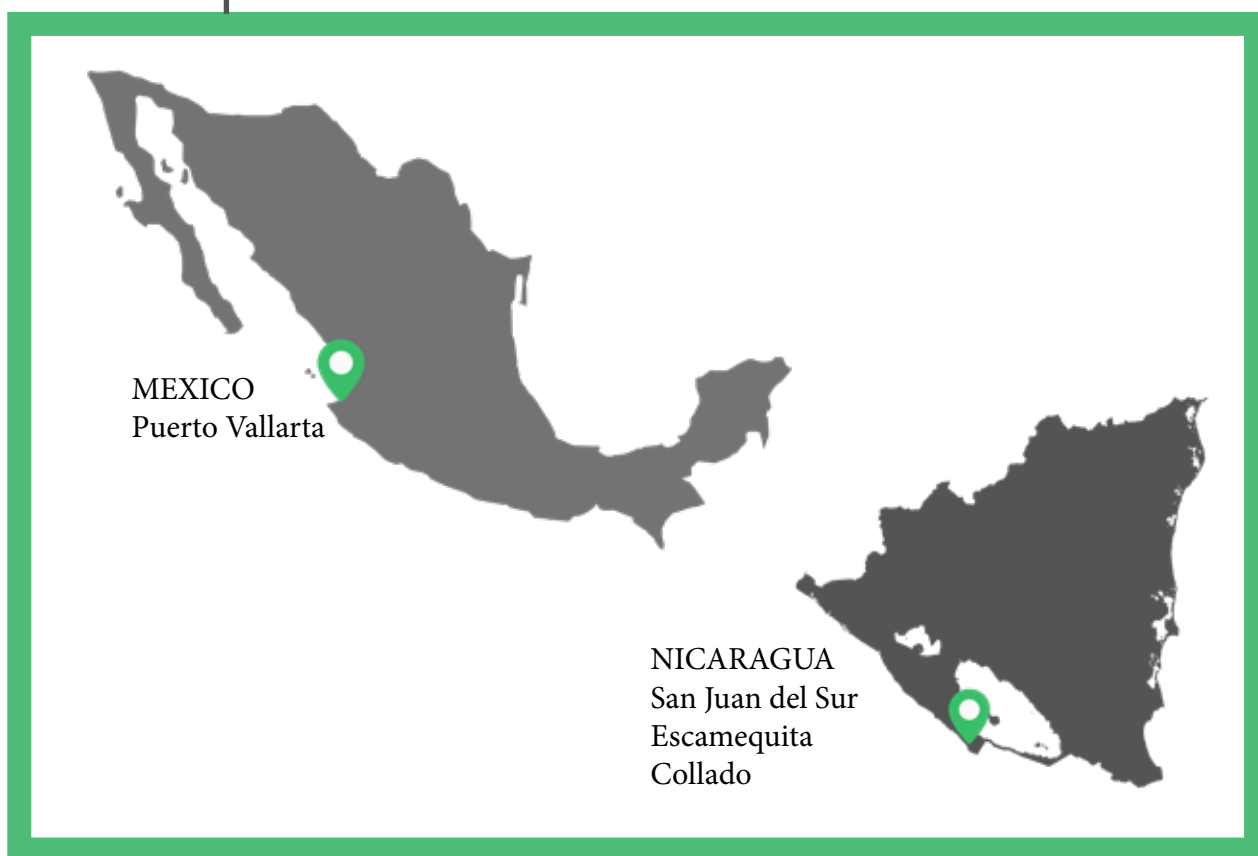 MEXICO
Puerto Vallarta
NICARAGUA
San Juan del Sur
Escamequita
Collado